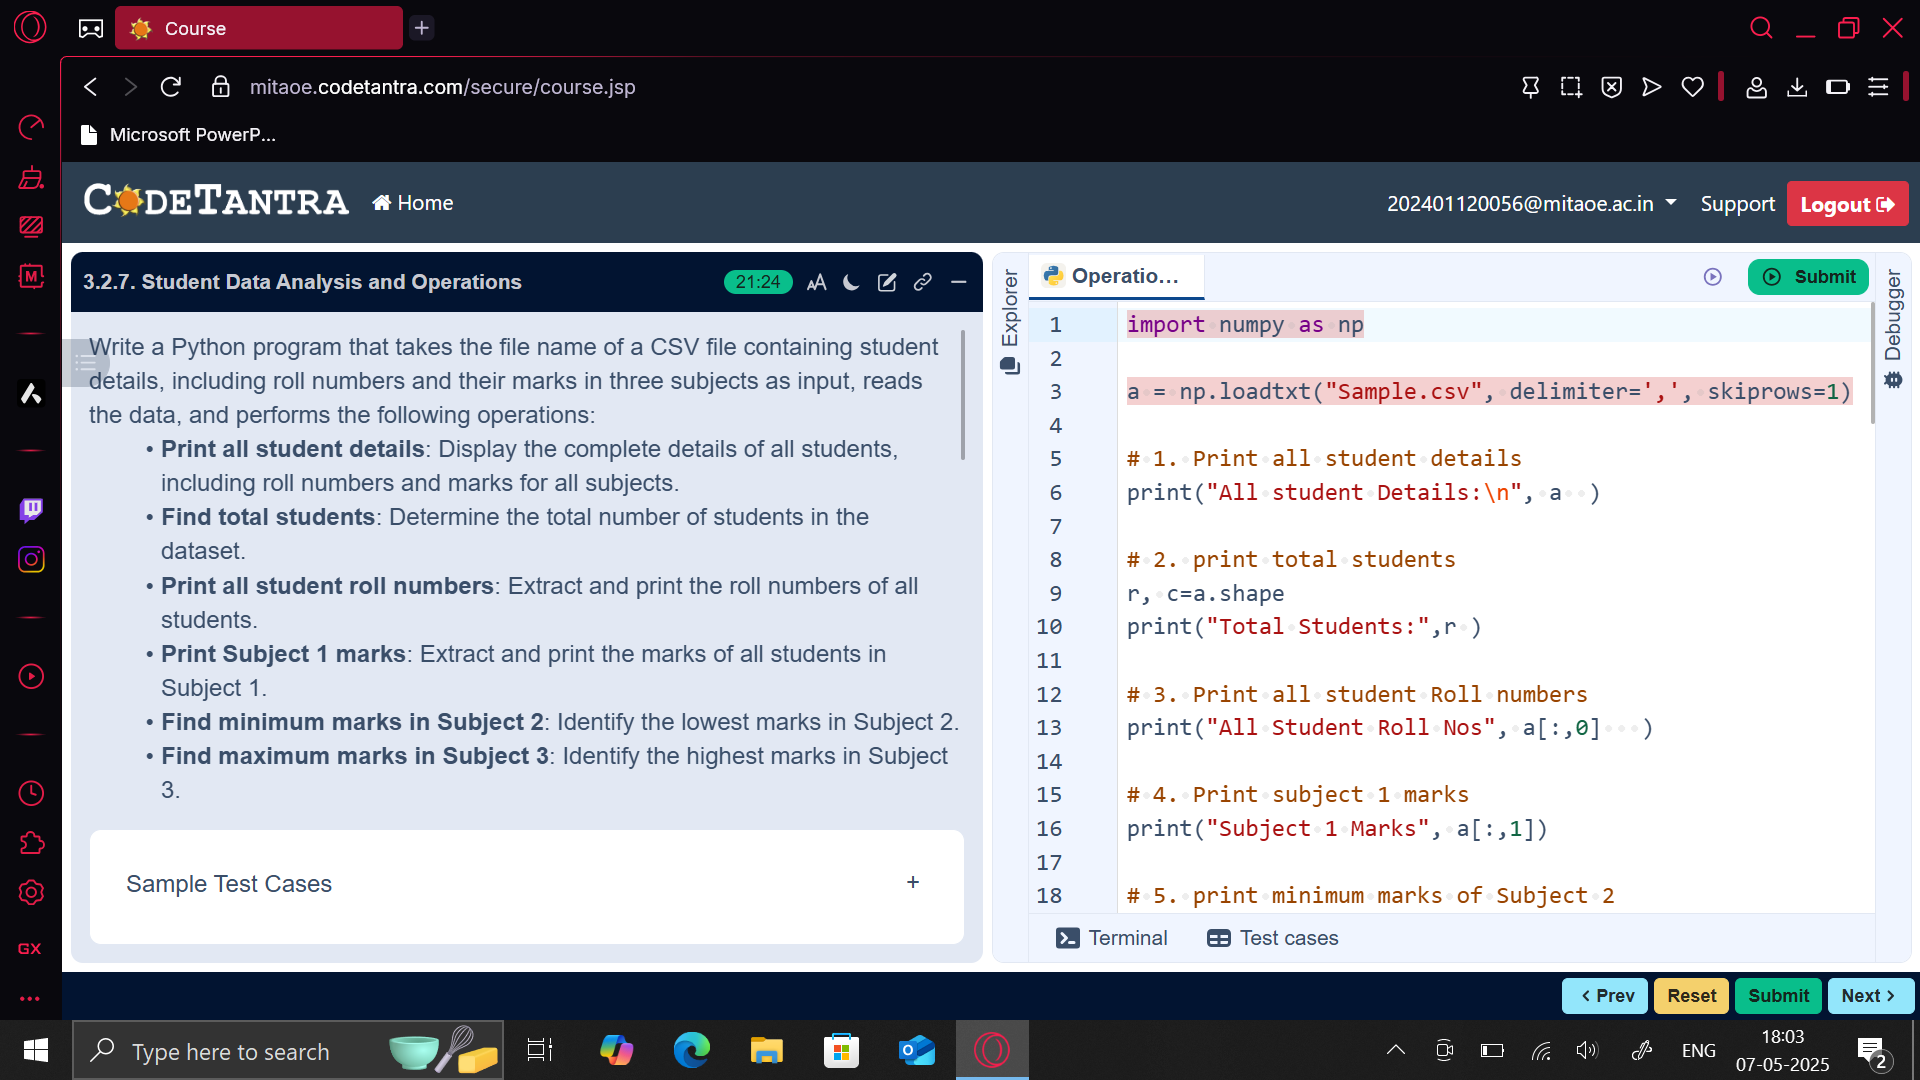 Course
mitaoe.codetantra.com/secure/course.jsp
Microsoft PowerP...
CODETANTRA
Home
202401120056@mitaoe.ac.in
Support
Logout
3.2.7. Student Data Analysis and Operations
21:24
Write a Python program that takes the file name of a CSV file containing student
details, including roll numbers and their marks in three subjects as input, reads
the data, and performs the following operations:
• Print all student details: Display the complete details of all students,
including roll numbers and marks for all subjects.
• Find total students: Determine the total number of students in the
dataset.
• Print all student roll numbers: Extract and print the roll numbers of all
students.
• Print Subject 1 marks: Extract and print the marks of all students in
Subject 1.
• Find minimum marks in Subject 2: Identify the lowest marks in Subject 2.
• Find maximum marks in Subject 3: Identify the highest marks in Subject
3.
Sample Test Cases
+
Explorer
Operatio...
Submit
Debugger
1 import numpy as np
2
3 a = np.loadtxt("Sample.csv", delimiter=',', skiprows=1)
4
5 # 1. Print all student details
6 print("All student Details:\n", a  )
7
8 # 2. print total students
9 r, c=a.shape
10 print("Total Students:",r )
11
12 # 3. Print all student Roll numbers
13 print("All Student Roll Nos", a[:,0]   )
14
15 # 4. Print subject 1 marks
16 print("Subject 1 Marks", a[:,1])
17
18 # 5. print minimum marks of Subject 2
Terminal
Test cases
Prev
Reset
Submit
Next
GX
M
Type here to search
ENG
18:03
07-05-2025
2